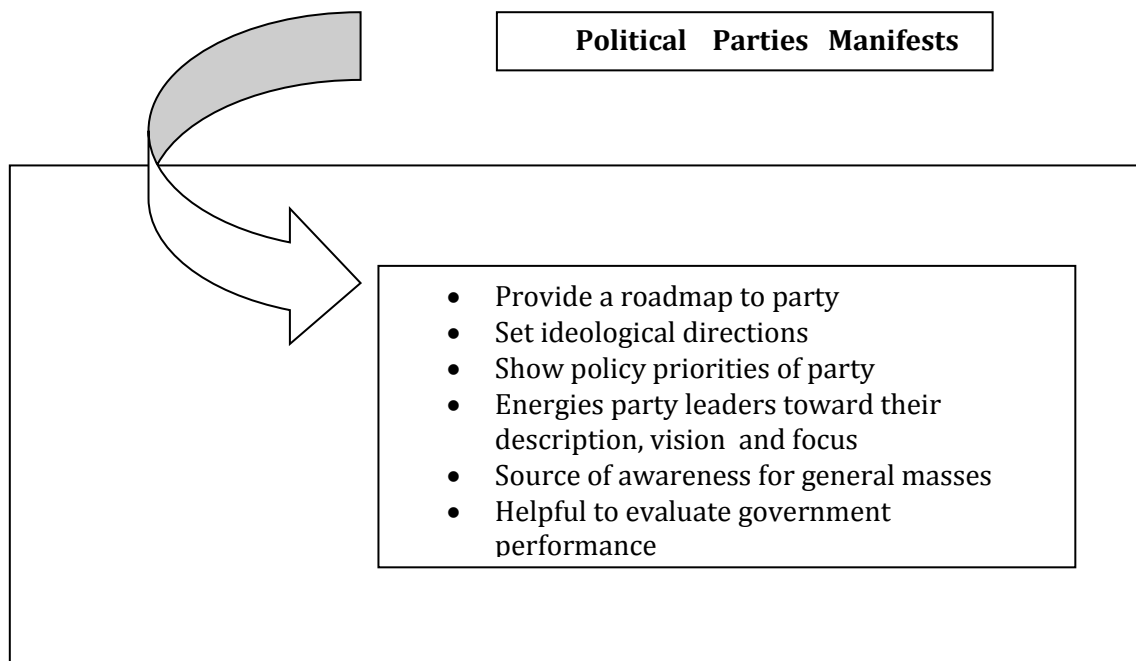 Political Parties Manifests
• Provide a roadmap to party
• Set ideological directions
• Show policy priorities of party
• Energies party leaders toward their
description, vision and focus
• Source of awareness for general masses
• Helpful to evaluate government
performance